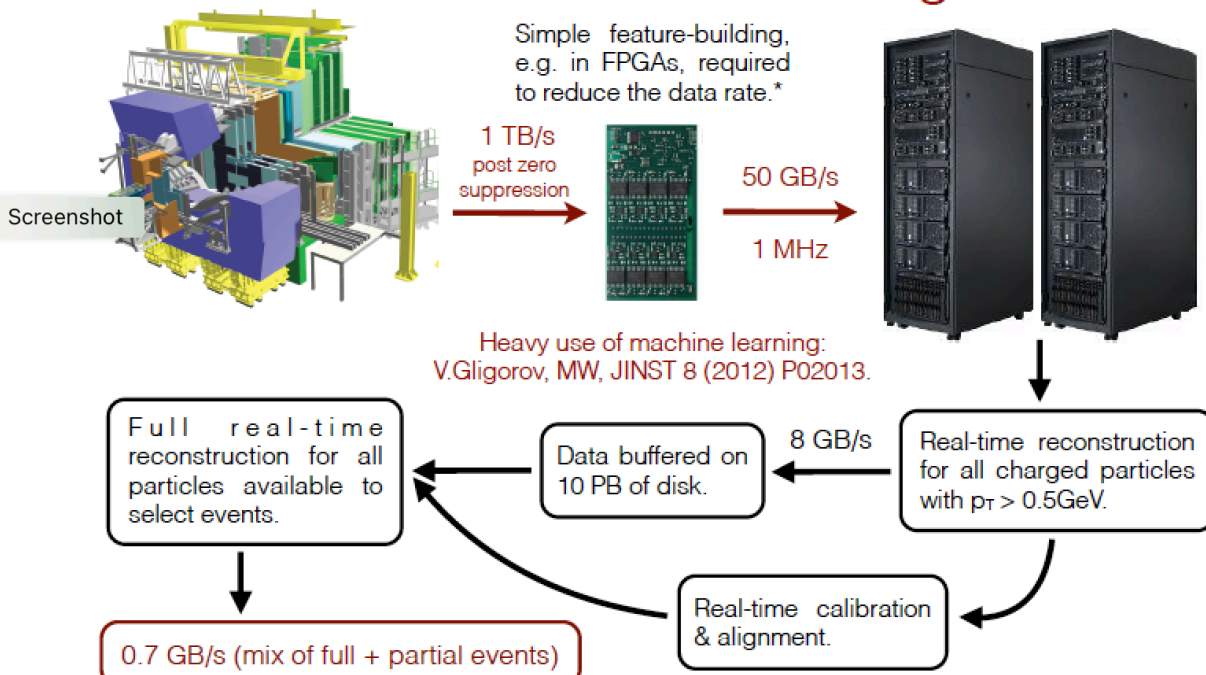 Simple feature-building,
e.g. in FPGAs, required
to reduce the data rate.*
1 TB/s
post zero
suppression
50 GB/s
1 MHz
Screenshot
Heavy use of machine learning:
V.Gligorov, MW, JINST 8 (2012) P02013.
Full real-time
reconstruction for all
particles available to
select events.
Data buffered on
10 PB of disk.
8 GB/s
Real-time reconstruction
for all charged particles
with pT > 0.5GeV.
Real-time calibration
& alignment.
0.7 GB/s (mix of full + partial events)